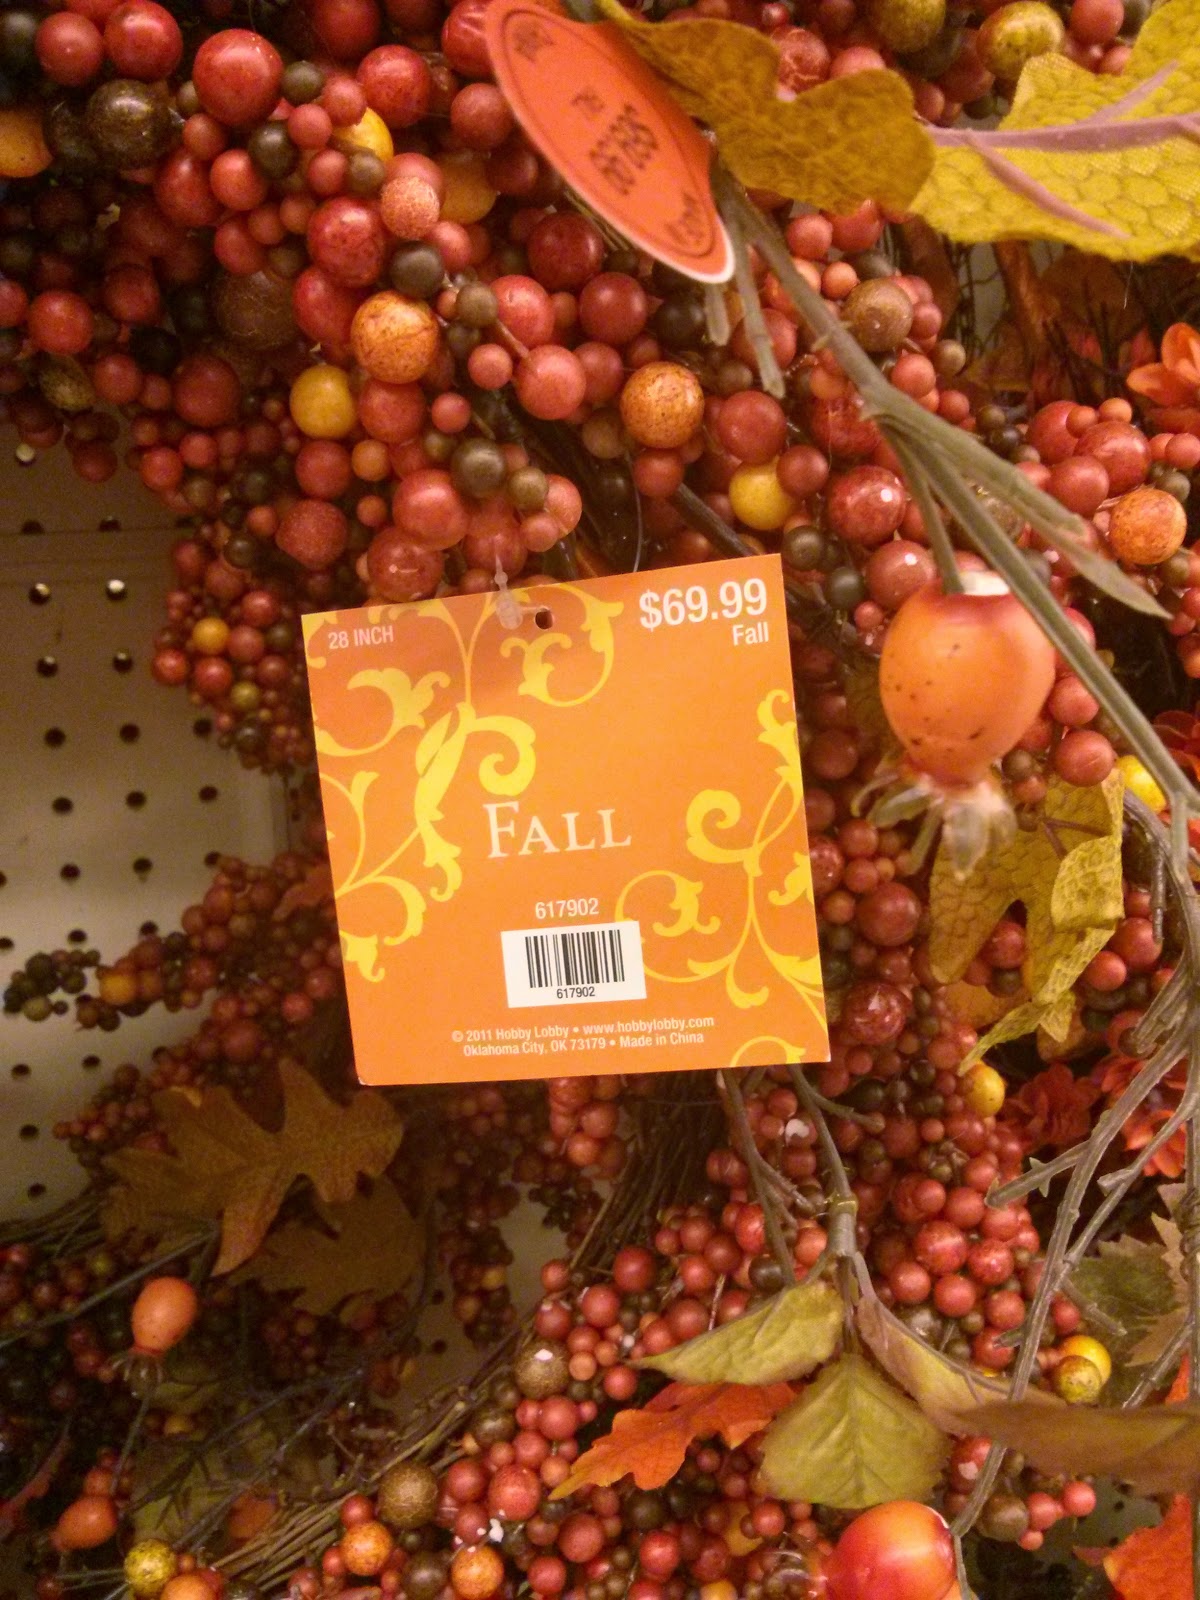 28 INCH
$69.99
Fall
FALL
617902
617902
© 2011 Hobby Lobby • www.hobbylobby.com
Oklahoma City, OK 73179 • Made in China